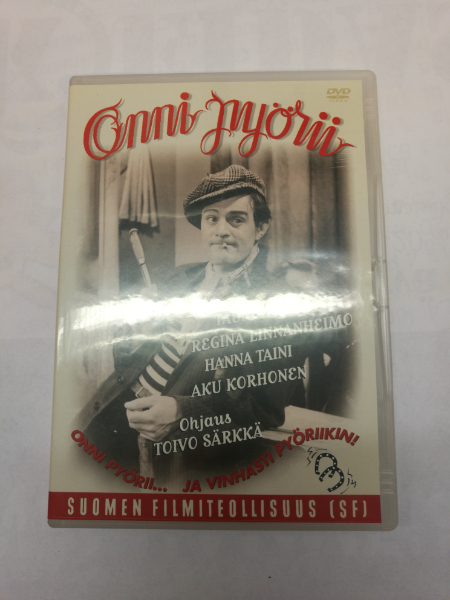 DVD
VIDEO
Onni pyörii
REGINA LINNANHEIMO
HANNA TAINI
AKU KORHONEN
Ohjaus
TOIVO SÄRKKÄ
ONNI PYÖRII... JA VINHASTI PYÖRIIKIN!
SUOMEN FILMITEOLLISUUS (SF)